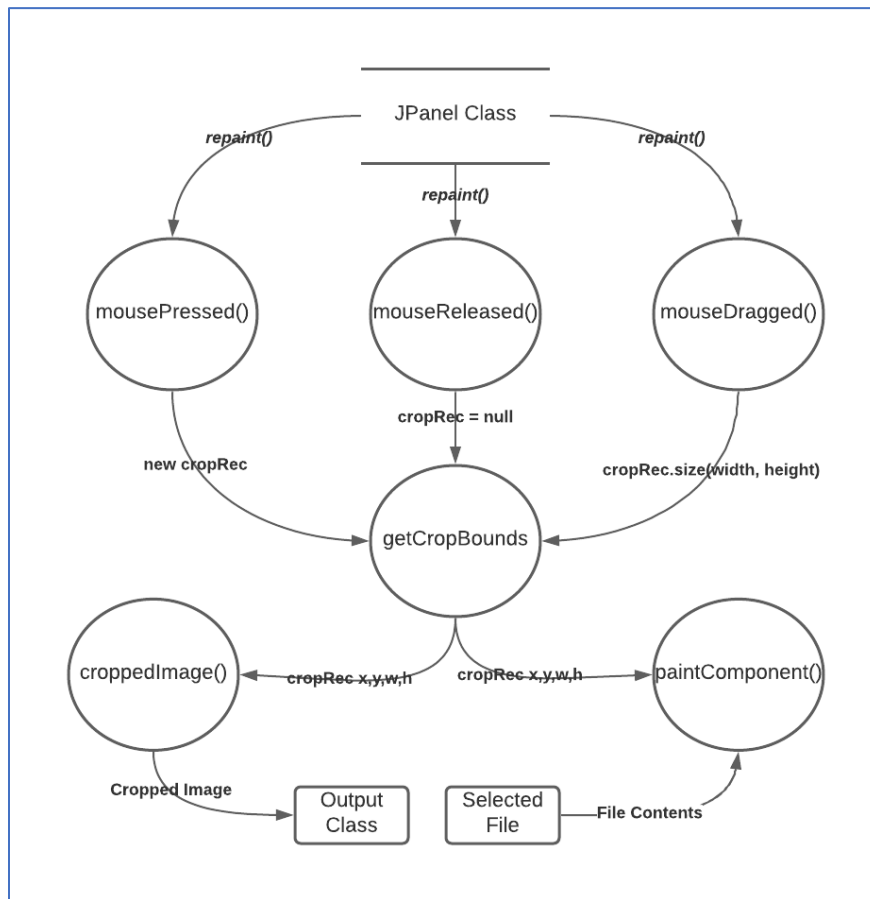 JPanel Class
repaint()
repaint()
repaint()
mousePressed()
mouseReleased()
mouseDragged()
cropRec = null
new cropRec
cropRec.size(width, height)
getCropBounds
croppedImage()
cropRec x,y,w,h
cropRec x,y,w,h
paintComponent()
Cropped Image
Output
Class
Selected
File
File Contents